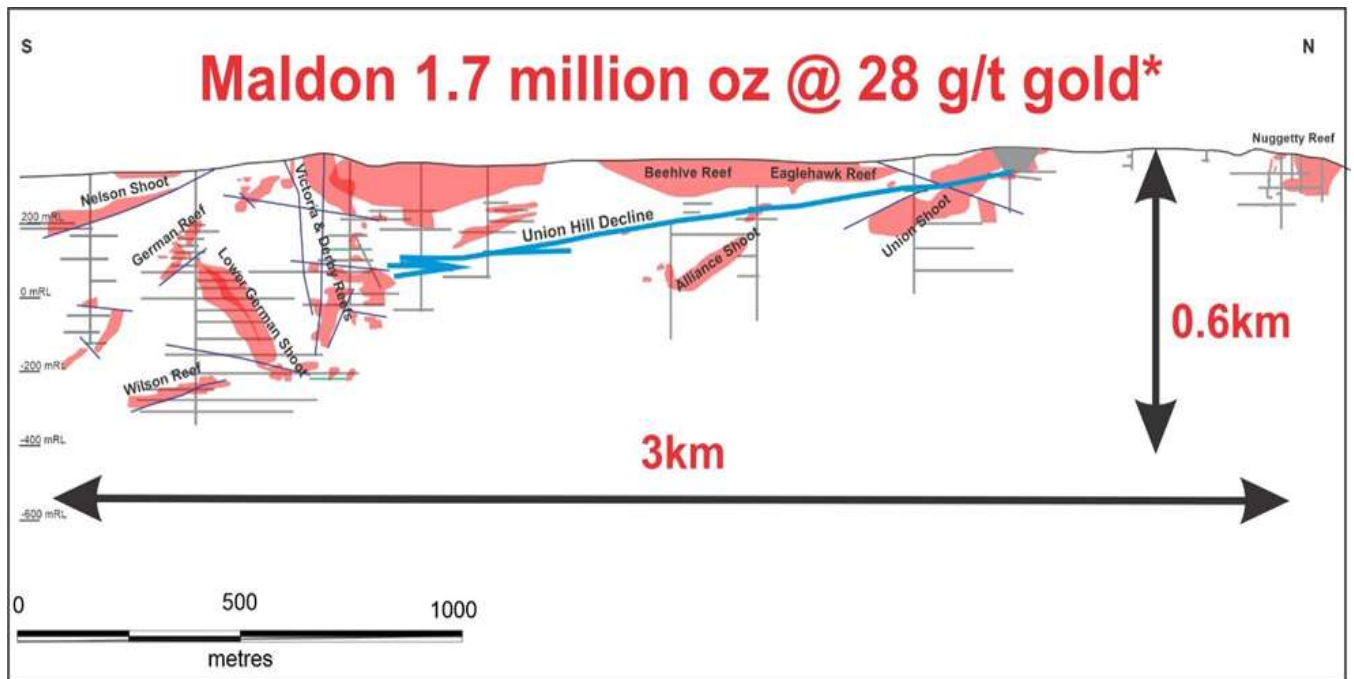 S
N
Maldon 1.7 million oz @ 28 g/t gold*
Nuggetty Reef
Nelson Shoot
Victoria & Derby Reefs
Beehive Reef
Eaglehawk Reef
200 mRL
German Reef
Union Hill Decline
Union Shoot
Alliance Shoot
Lower German Shoot
0 mRL
0.6km
-200 mRL
Wilson Reef
-400 mRL
3km
-600 mRL
0
500
1000
metres